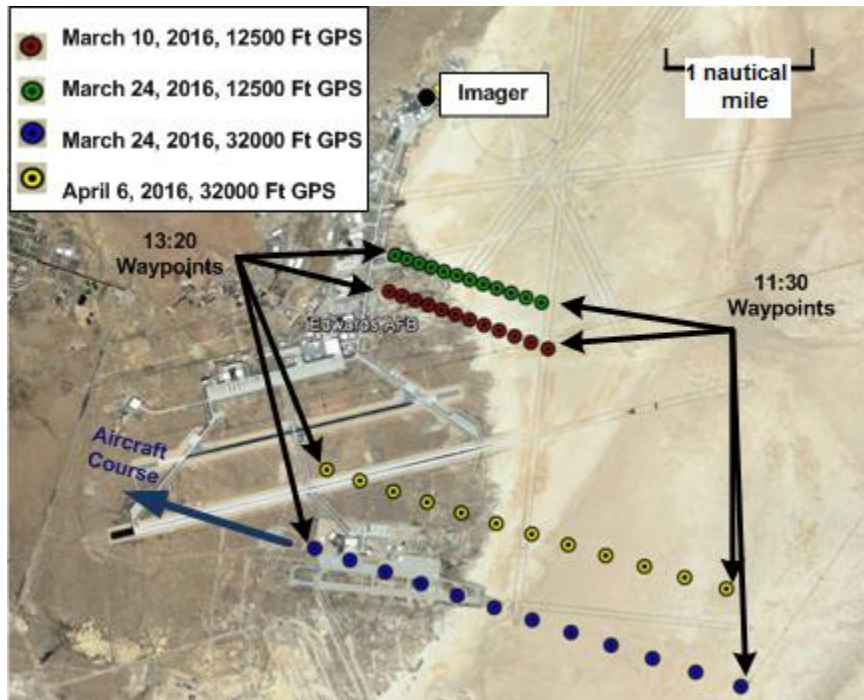 March 10, 2016, 12500 Ft GPS
March 24, 2016, 12500 Ft GPS
March 24, 2016, 32000 Ft GPS
April 6, 2016, 32000 Ft GPS
Imager
1 nautical
mile
13:20
Waypoints
11:30
Waypoints
Edwards AFB
Aircraft
Course